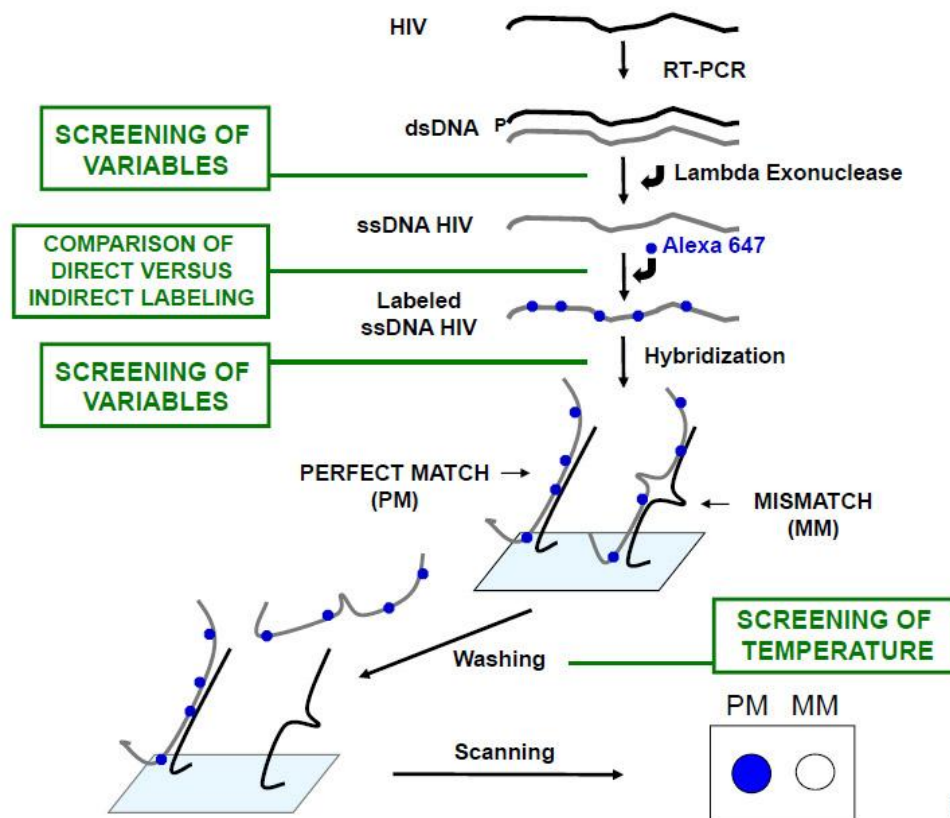 HIV
RT-PCR
dsDNA P
SCREENING OF
VARIABLES
Lambda Exonuclease
ssDNA HIV
Alexa 647
COMPARISON OF
DIRECT VERSUS
INDIRECT LABELING
Labeled
ssDNA HIV
Hybridization
SCREENING OF
VARIABLES
PERFECT MATCH
(PM)
MISMATCH
(MM)
SCREENING OF
TEMPERATURE
Washing
PM MM
Scanning